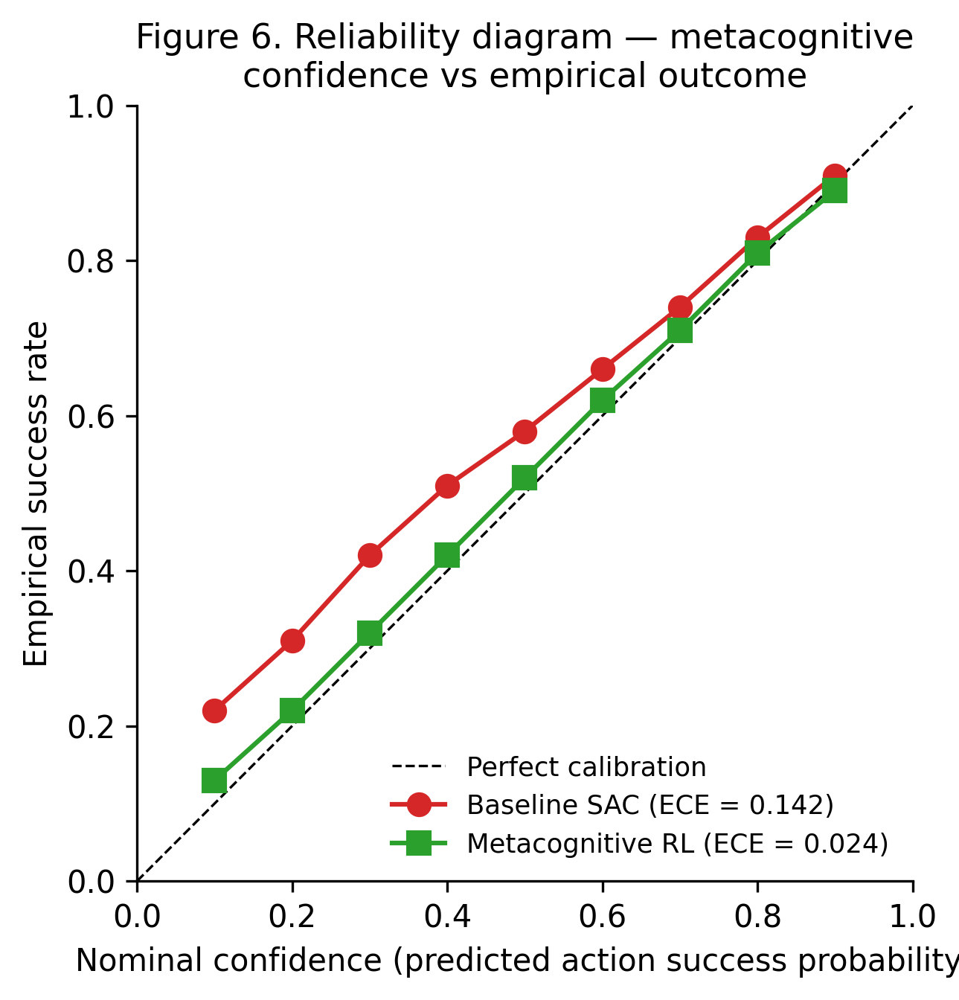 Figure 6. Reliability diagram — metacognitive
confidence vs empirical outcome
Empirical success rate
1.0
0.8
0.6
0.4
0.2
0.0
Perfect calibration
Baseline SAC (ECE = 0.142)
Metacognitive RL (ECE = 0.024)
0.0 0.2 0.4 0.6 0.8 1.0
Nominal confidence (predicted action success probability